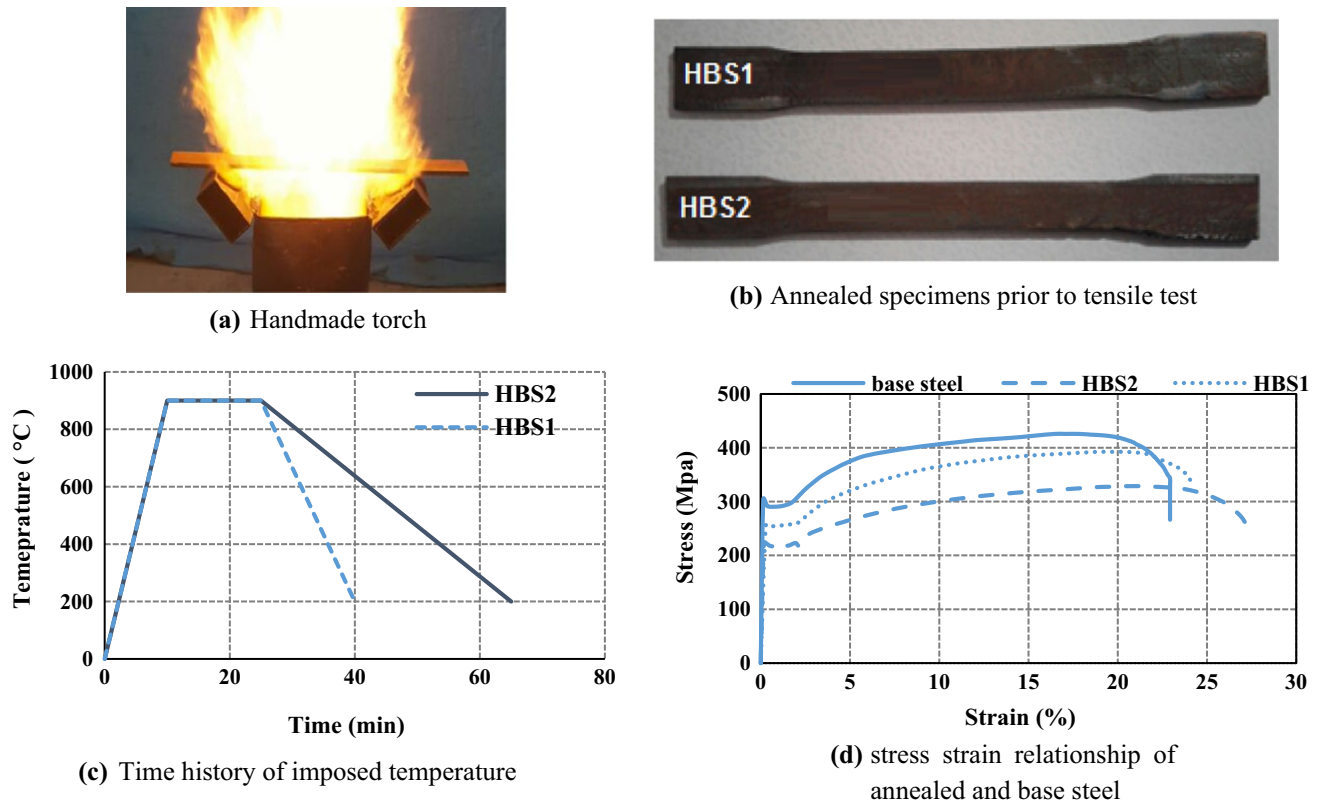 HBS1
HBS2
(a) Handmade torch
(b) Annealed specimens prior to tensile test
1000
800
600
400
200
0
0 20 40 60 80
Temeprature ( °C )
Time (min)
HBS2
HBS1
(c) Time history of imposed temperature
base steel HBS2 HBS1
500
400
300
200
100
0
0 5 10 15 20 25 30
Stress (Mpa)
Strain (%)
(d) stress strain relationship of
annealed and base steel